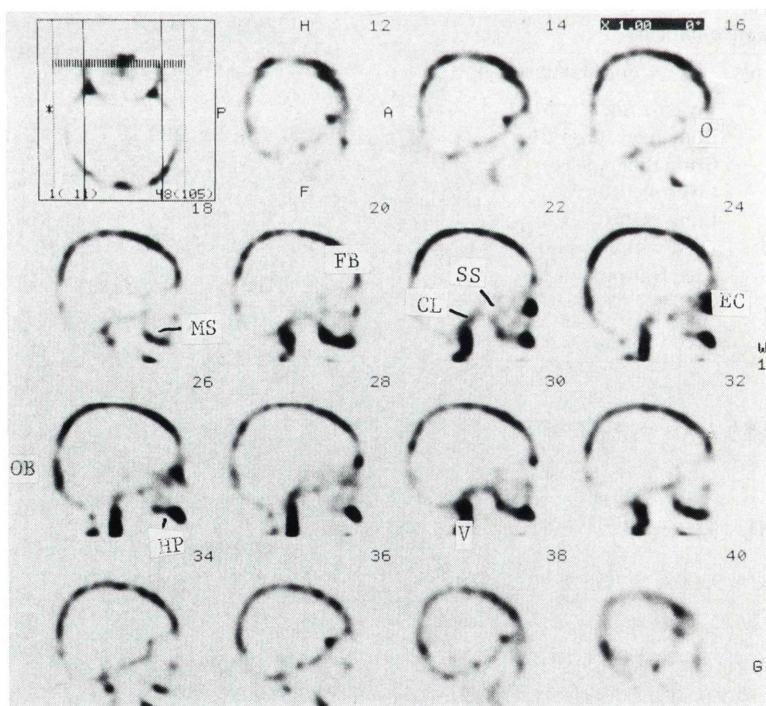 H 12 14 X 1.00 0° 16
* P A O
1( 11) 48(105) F
18 20 22 24
FB SS
MS CL EC
W
1
26 28 30 32
OB
HP V
34 36 38 40
G